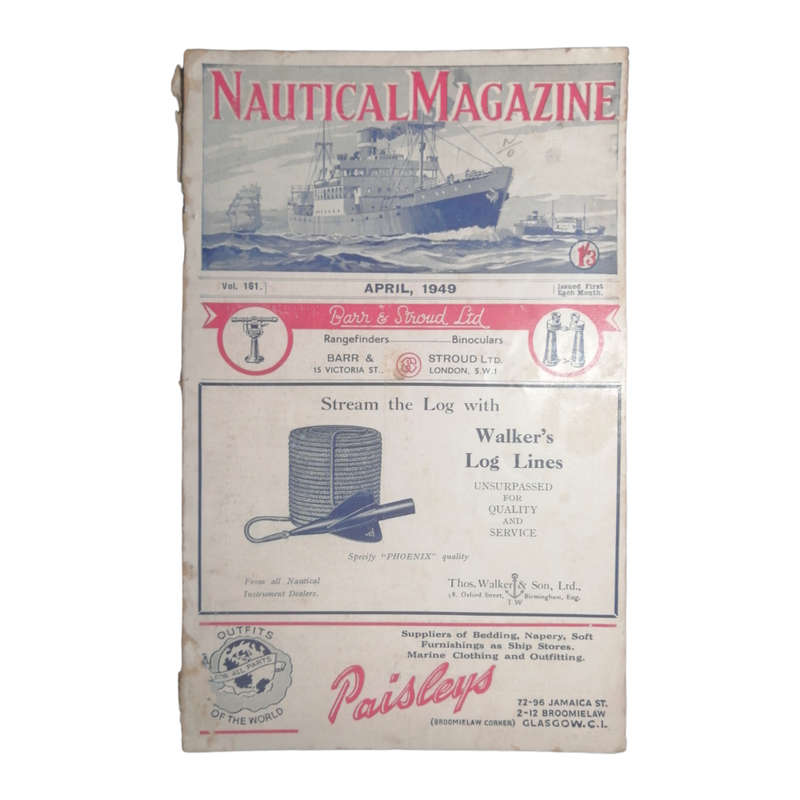 NAUTICAL MAGAZINE
N/O
1/3
Vol. 161.
APRIL, 1949
Issued First
Each Month.
Barr & Stroud Ltd
Rangefinders Binoculars
BARR & STROUD LTD.
15 VICTORIA ST., LONDON, S.W.1
Stream the Log with
Walker's
Log Lines
UNSURPASSED
FOR
QUALITY
AND
SERVICE
Specify "PHOENIX" quality
From all Nautical
Instrument Dealers.
Thos. Walker & Son, Ltd.,
58, Oxford Street, Birmingham, Eng.
T W
OUTFITS
FOR ALL PARTS
OF THE WORLD
Suppliers of Bedding, Napery, Soft
Furnishings as Ship Stores.
Marine Clothing and Outfitting.
Paisleys
(BROOMIELAW CORNER)
72-96 JAMAICA ST.
2-12 BROOMIELAW
GLASGOW.C.I.